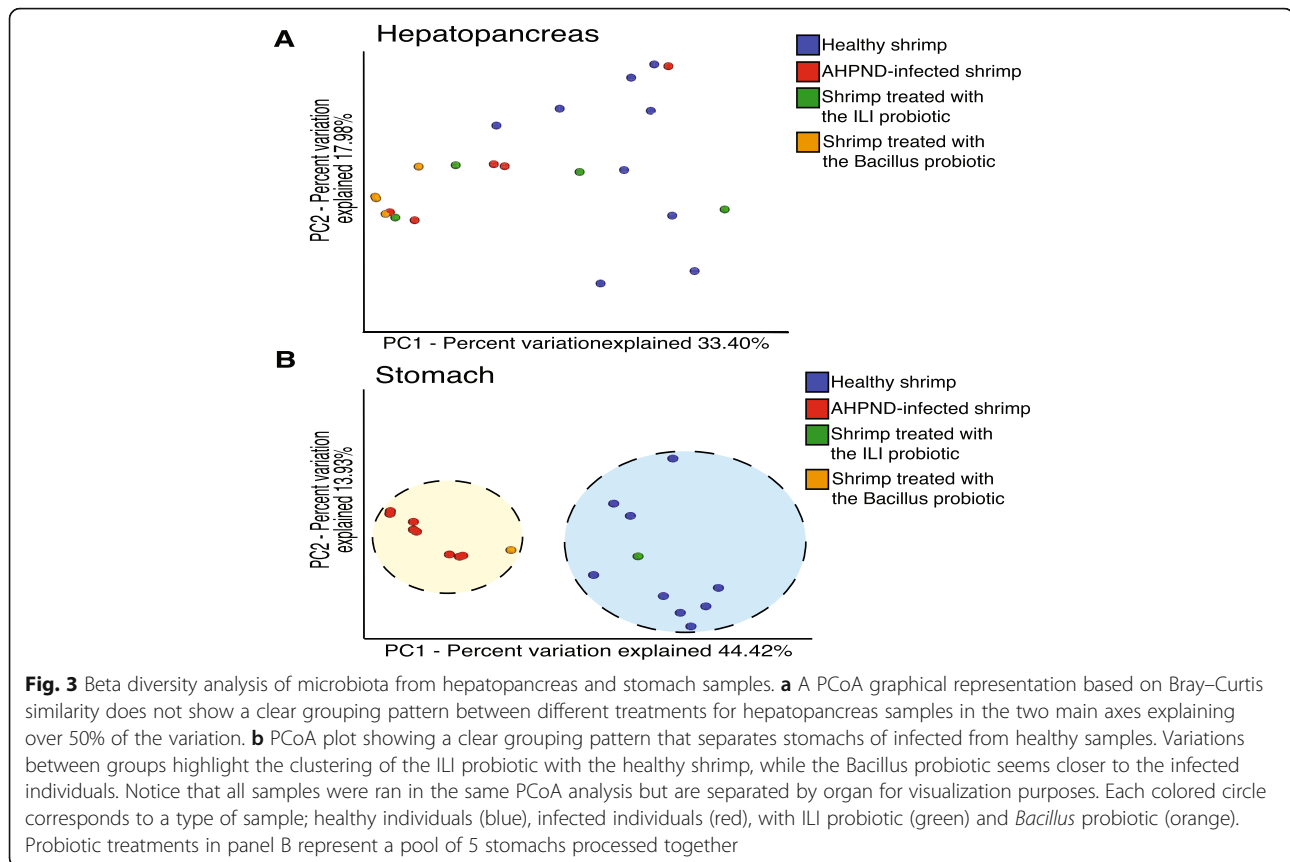 A
Hepatopancreas
Healthy shrimp
AHPND-infected shrimp
Shrimp treated with
the ILI probiotic
Shrimp treated with
the Bacillus probiotic
PC2 - Percent variation
explained 17.98%
PC1 - Percent variationexplained 33.40%
B
Stomach
Healthy shrimp
AHPND-infected shrimp
Shrimp treated with
the ILI probiotic
Shrimp treated with
the Bacillus probiotic
PC2 - Percent variation
explained 13.93%
PC1 - Percent variation explained 44.42%
Fig. 3 Beta diversity analysis of microbiota from hepatopancreas and stomach samples. a A PCoA graphical representation based on Bray–Curtis
similarity does not show a clear grouping pattern between different treatments for hepatopancreas samples in the two main axes explaining
over 50% of the variation. b PCoA plot showing a clear grouping pattern that separates stomachs of infected from healthy samples. Variations
between groups highlight the clustering of the ILI probiotic with the healthy shrimp, while the Bacillus probiotic seems closer to the infected
individuals. Notice that all samples were ran in the same PCoA analysis but are separated by organ for visualization purposes. Each colored circle
corresponds to a type of sample; healthy individuals (blue), infected individuals (red), with ILI probiotic (green) and Bacillus probiotic (orange).
Probiotic treatments in panel B represent a pool of 5 stomachs processed together